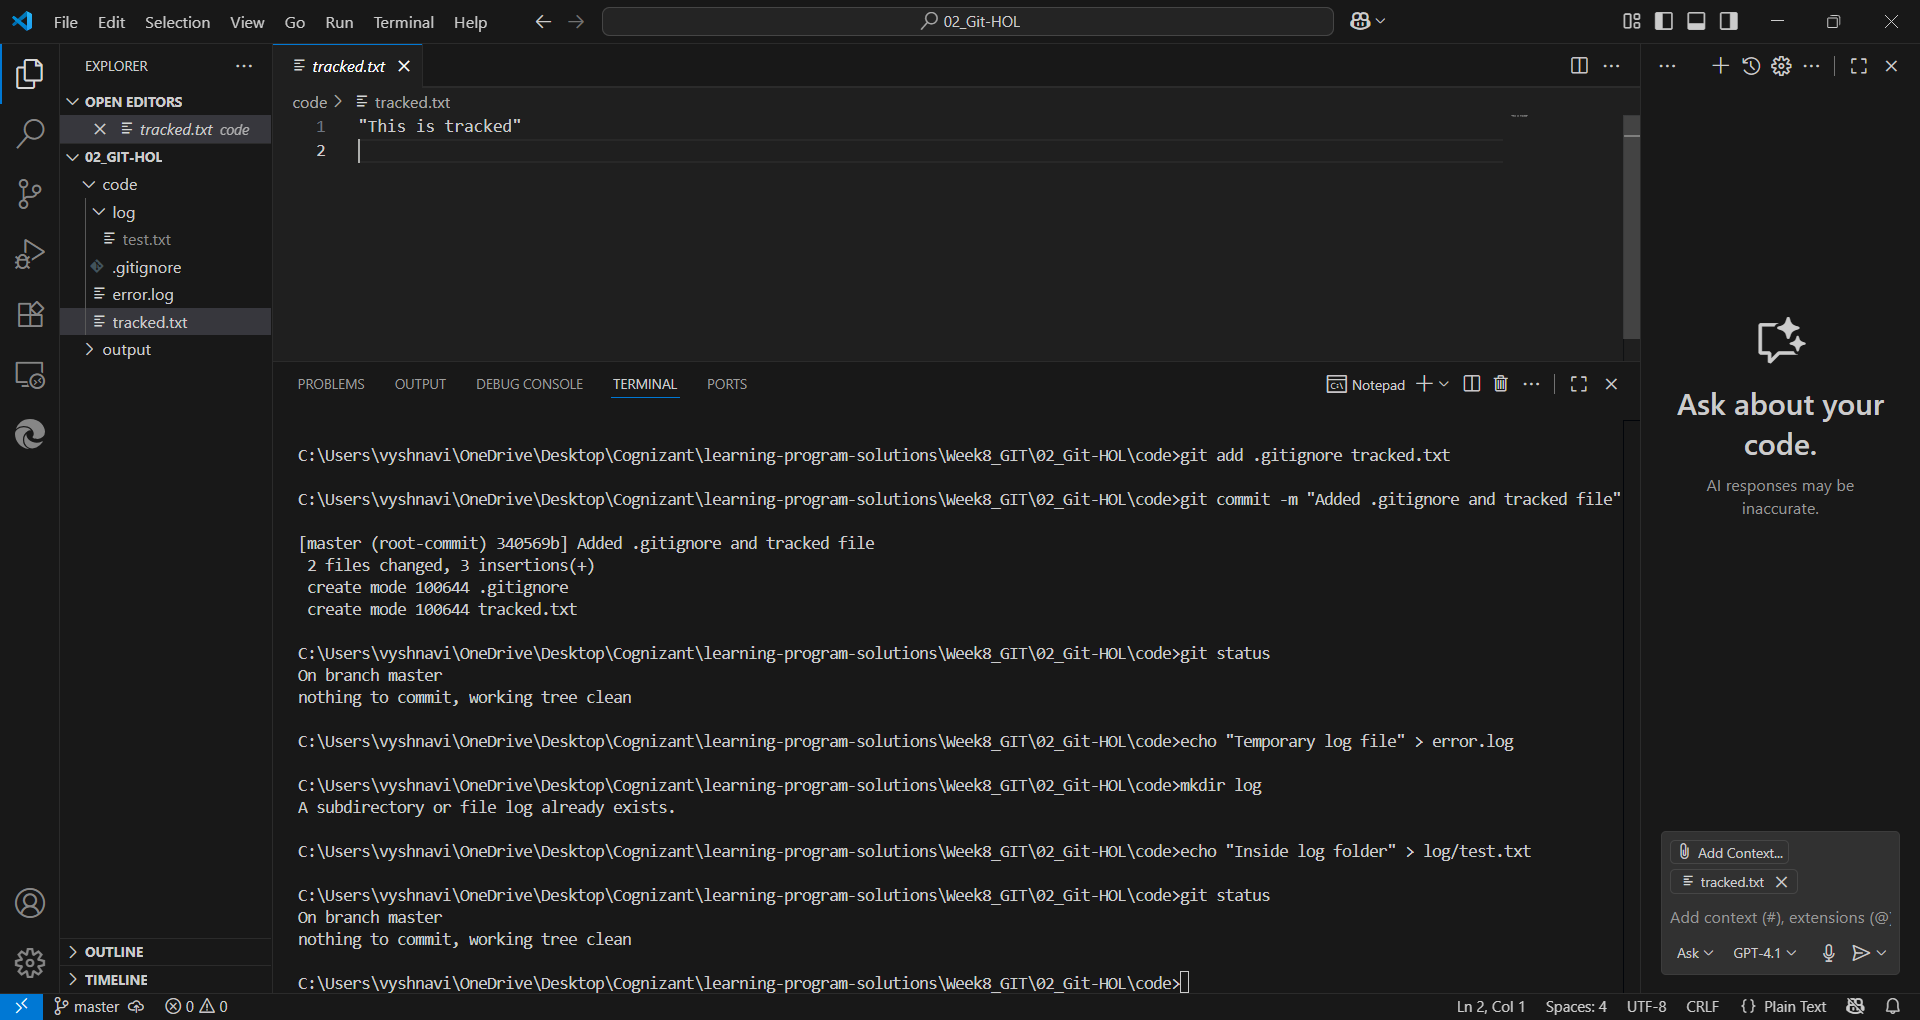 File Edit Selection View Go Run Terminal Help
02_Git-HOL
EXPLORER
OPEN EDITORS
tracked.txt code
02_GIT-HOL
code
log
test.txt
.gitignore
error.log
tracked.txt
output
OUTLINE
TIMELINE
tracked.txt
code > tracked.txt
1 "This is tracked"
2
PROBLEMS OUTPUT DEBUG CONSOLE TERMINAL PORTS
Notepad
C:\Users\vyshnavi\OneDrive\Desktop\Cognizant\learning-program-solutions\Week8_GIT\02_Git-HOL\code>git add .gitignore tracked.txt
C:\Users\vyshnavi\OneDrive\Desktop\Cognizant\learning-program-solutions\Week8_GIT\02_Git-HOL\code>git commit -m "Added .gitignore and tracked file"
[master (root-commit) 340569b] Added .gitignore and tracked file
2 files changed, 3 insertions(+)
create mode 100644 .gitignore
create mode 100644 tracked.txt
C:\Users\vyshnavi\OneDrive\Desktop\Cognizant\learning-program-solutions\Week8_GIT\02_Git-HOL\code>git status
On branch master
nothing to commit, working tree clean
C:\Users\vyshnavi\OneDrive\Desktop\Cognizant\learning-program-solutions\Week8_GIT\02_Git-HOL\code>echo "Temporary log file" > error.log
C:\Users\vyshnavi\OneDrive\Desktop\Cognizant\learning-program-solutions\Week8_GIT\02_Git-HOL\code>mkdir log
A subdirectory or file log already exists.
C:\Users\vyshnavi\OneDrive\Desktop\Cognizant\learning-program-solutions\Week8_GIT\02_Git-HOL\code>echo "Inside log folder" > log/test.txt
C:\Users\vyshnavi\OneDrive\Desktop\Cognizant\learning-program-solutions\Week8_GIT\02_Git-HOL\code>git status
On branch master
nothing to commit, working tree clean
C:\Users\vyshnavi\OneDrive\Desktop\Cognizant\learning-program-solutions\Week8_GIT\02_Git-HOL\code>
Ask about your
code.
AI responses may be
inaccurate.
Add Context...
tracked.txt
Add context (#), extensions (@
Ask GPT-4.1
master 0 0
Ln 2, Col 1 Spaces: 4 UTF-8 CRLF {} Plain Text